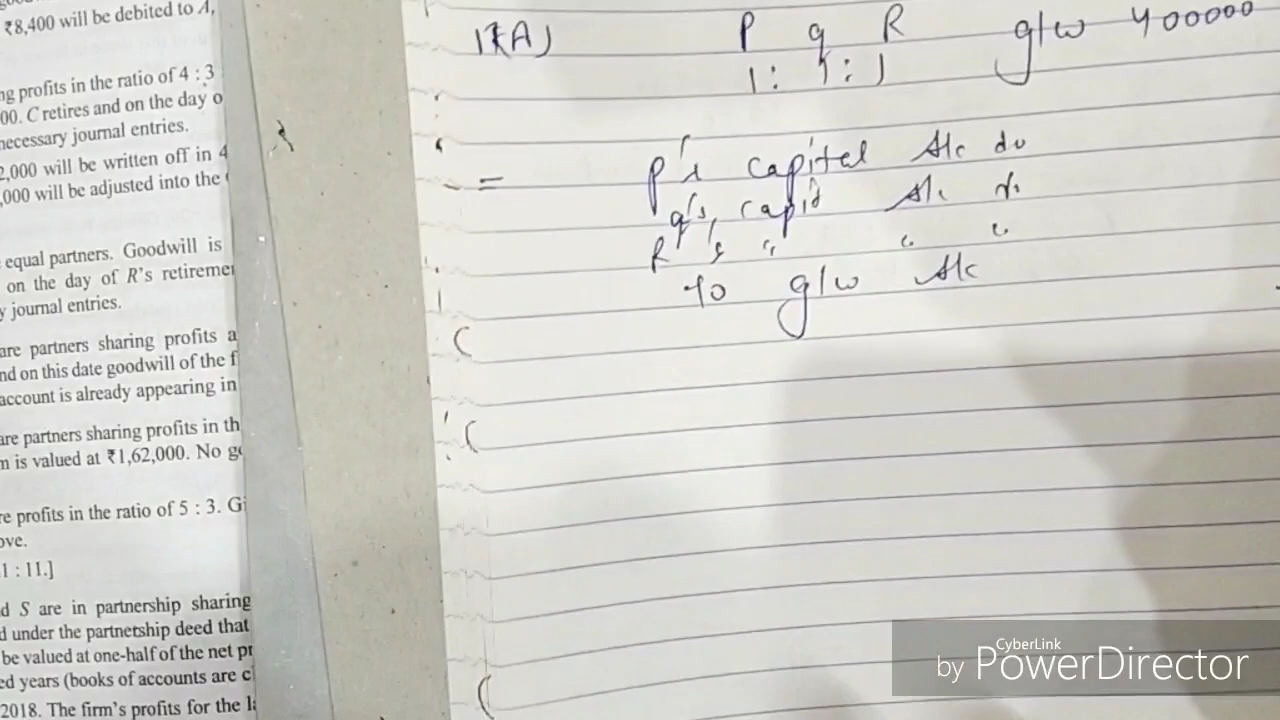 ₹8,400 will be debited to A,
ng profits in the ratio of 4 : 3
00. C retires and on the day o
necessary journal entries.
2,000 will be written off in 4
,000 will be adjusted into the
equal partners. Goodwill is
on the day of R's retiremen
y journal entries.
are partners sharing profits a
nd on this date goodwill of the f
account is already appearing in
are partners sharing profits in th
m is valued at ₹1,62,000. No g
re profits in the ratio of 5 : 3. Gi
ove.
1 : 11.]
d S are in partnership sharing
d under the partnership deed that
be valued at one-half of the net pr
ed years (books of accounts are c
2018. The firm's profits for the la
P q R g/w 400000
1 : 1 : 1
= P's capital A/c
q's, A/c
R's " " "
To g/w A/c
CyberLink
by PowerDirector